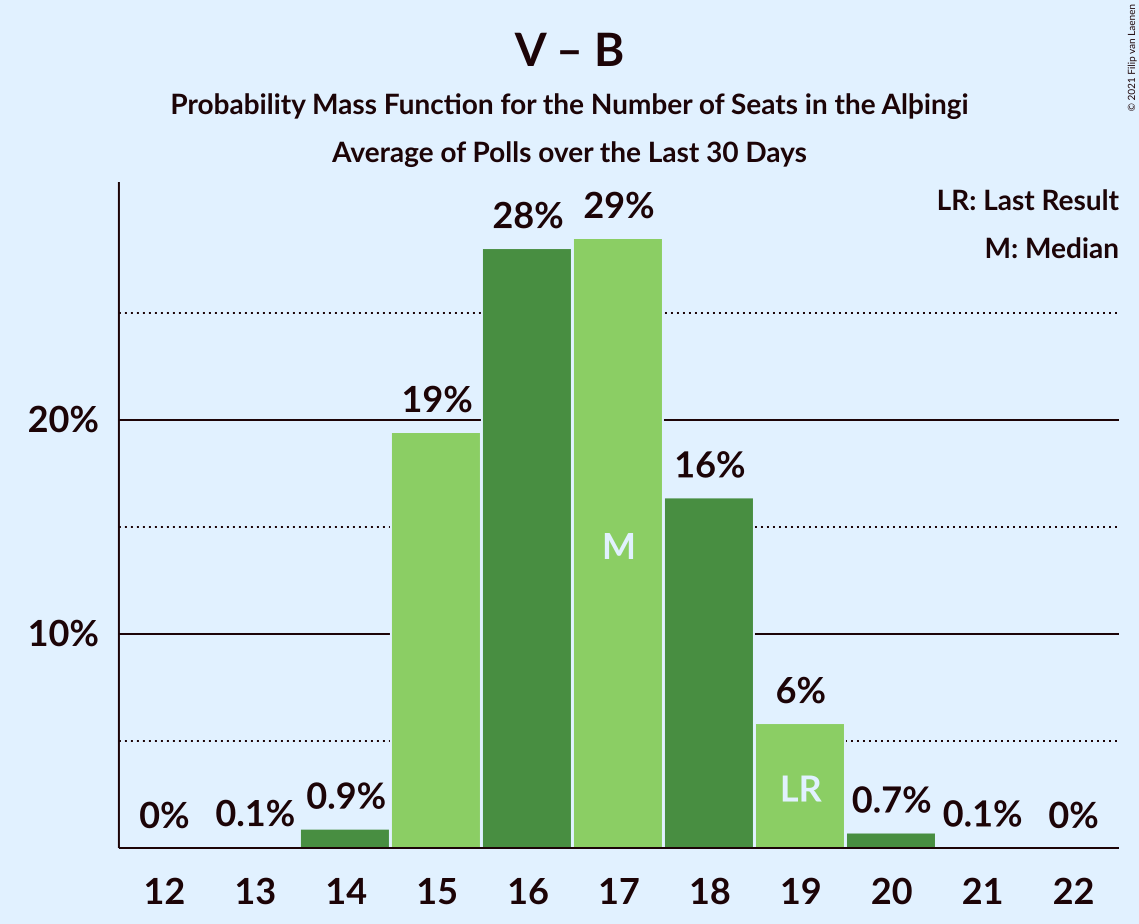 V – B
Probability Mass Function for the Number of Seats in the Alþingi
Average of Polls over the Last 30 Days
© 2021 Filip van Laenen
LR: Last Result
M: Median
28%
29%
19%
20%
16%
M
10%
6%
LR
0%
0.1%
0.9%
0.7%
0.1%
0%
12 13 14 15 16 17 18 19 20 21 22